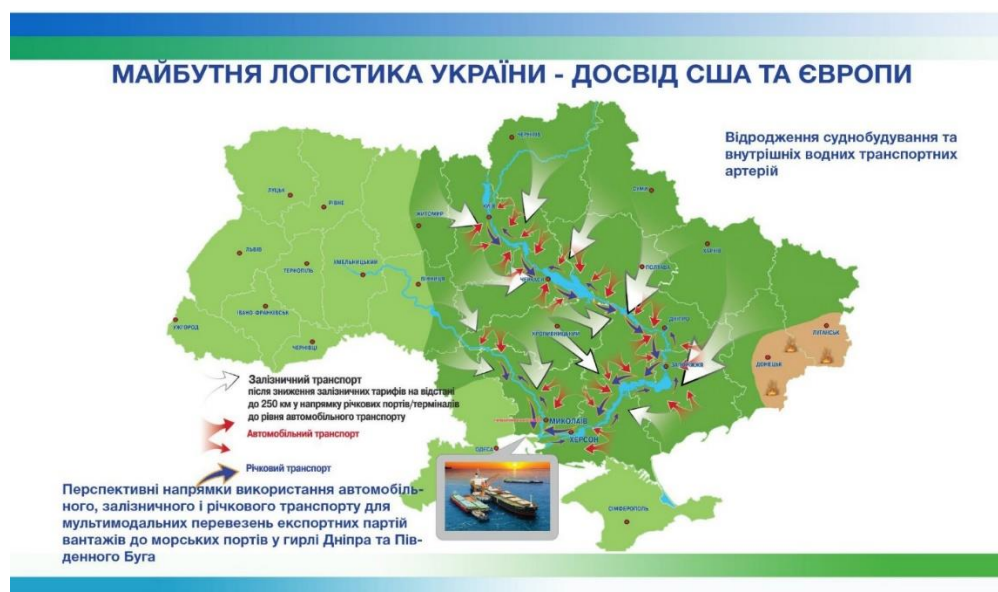 МАЙБУТНЯ ЛОГІСТИКА УКРАЇНИ - ДОСВІД США ТА ЄВРОПИ
Відродження суднобудування та
внутрішніх водних транспортних
артерій
ЧЕРНІГІВ
СУМИ
ЛУЦЬК
РІВНЕ
ЖИТОМИР
КИЇВ
ХАРКІВ
ЛЬВІВ
ТЕРНОПІЛЬ
ХМЕЛЬНИЦЬКИЙ
ВІННИЦЯ
ЧЕРКАСИ
ПОЛТАВА
ІВАНО-ФРАНКІВСЬК
УЖГОРОД
ЧЕРНІВЦІ
КРОПИВНИЦЬКИЙ
ДНІПРО
ЛУГАНСЬК
ДОНЕЦЬК
ЗАПОРІЖЖЯ
Залізничний транспорт
після зниження залізничних тарифів на відстані
до 250 км у напрямку річкових портів/терміналів
до рівня автомобільного транспорту
Автомобільний транспорт
Річковий транспорт
МИКОЛАЇВ
ХЕРСОН
ОДЕСА
СІМФЕРОПОЛЬ
Перспективні напрямки використання автомобіль-
ного, залізничного і річкового транспорту для
мультимодальних перевезень експортних партій
вантажів до морських портів у гирлі Дніпра та Пів-
денного Буга